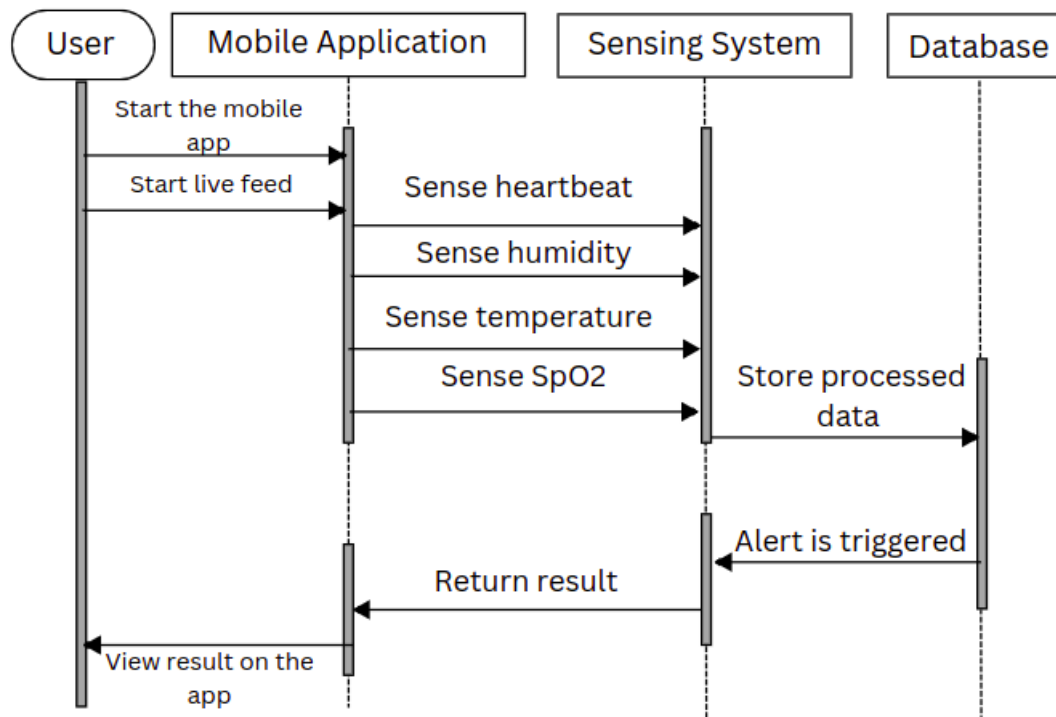 User
Mobile Application
Sensing System
Database
Start the mobile
app
Start live feed
Sense heartbeat
Sense humidity
Sense temperature
Sense SpO2
Store processed
data
Alert is triggered
Return result
View result on the
app